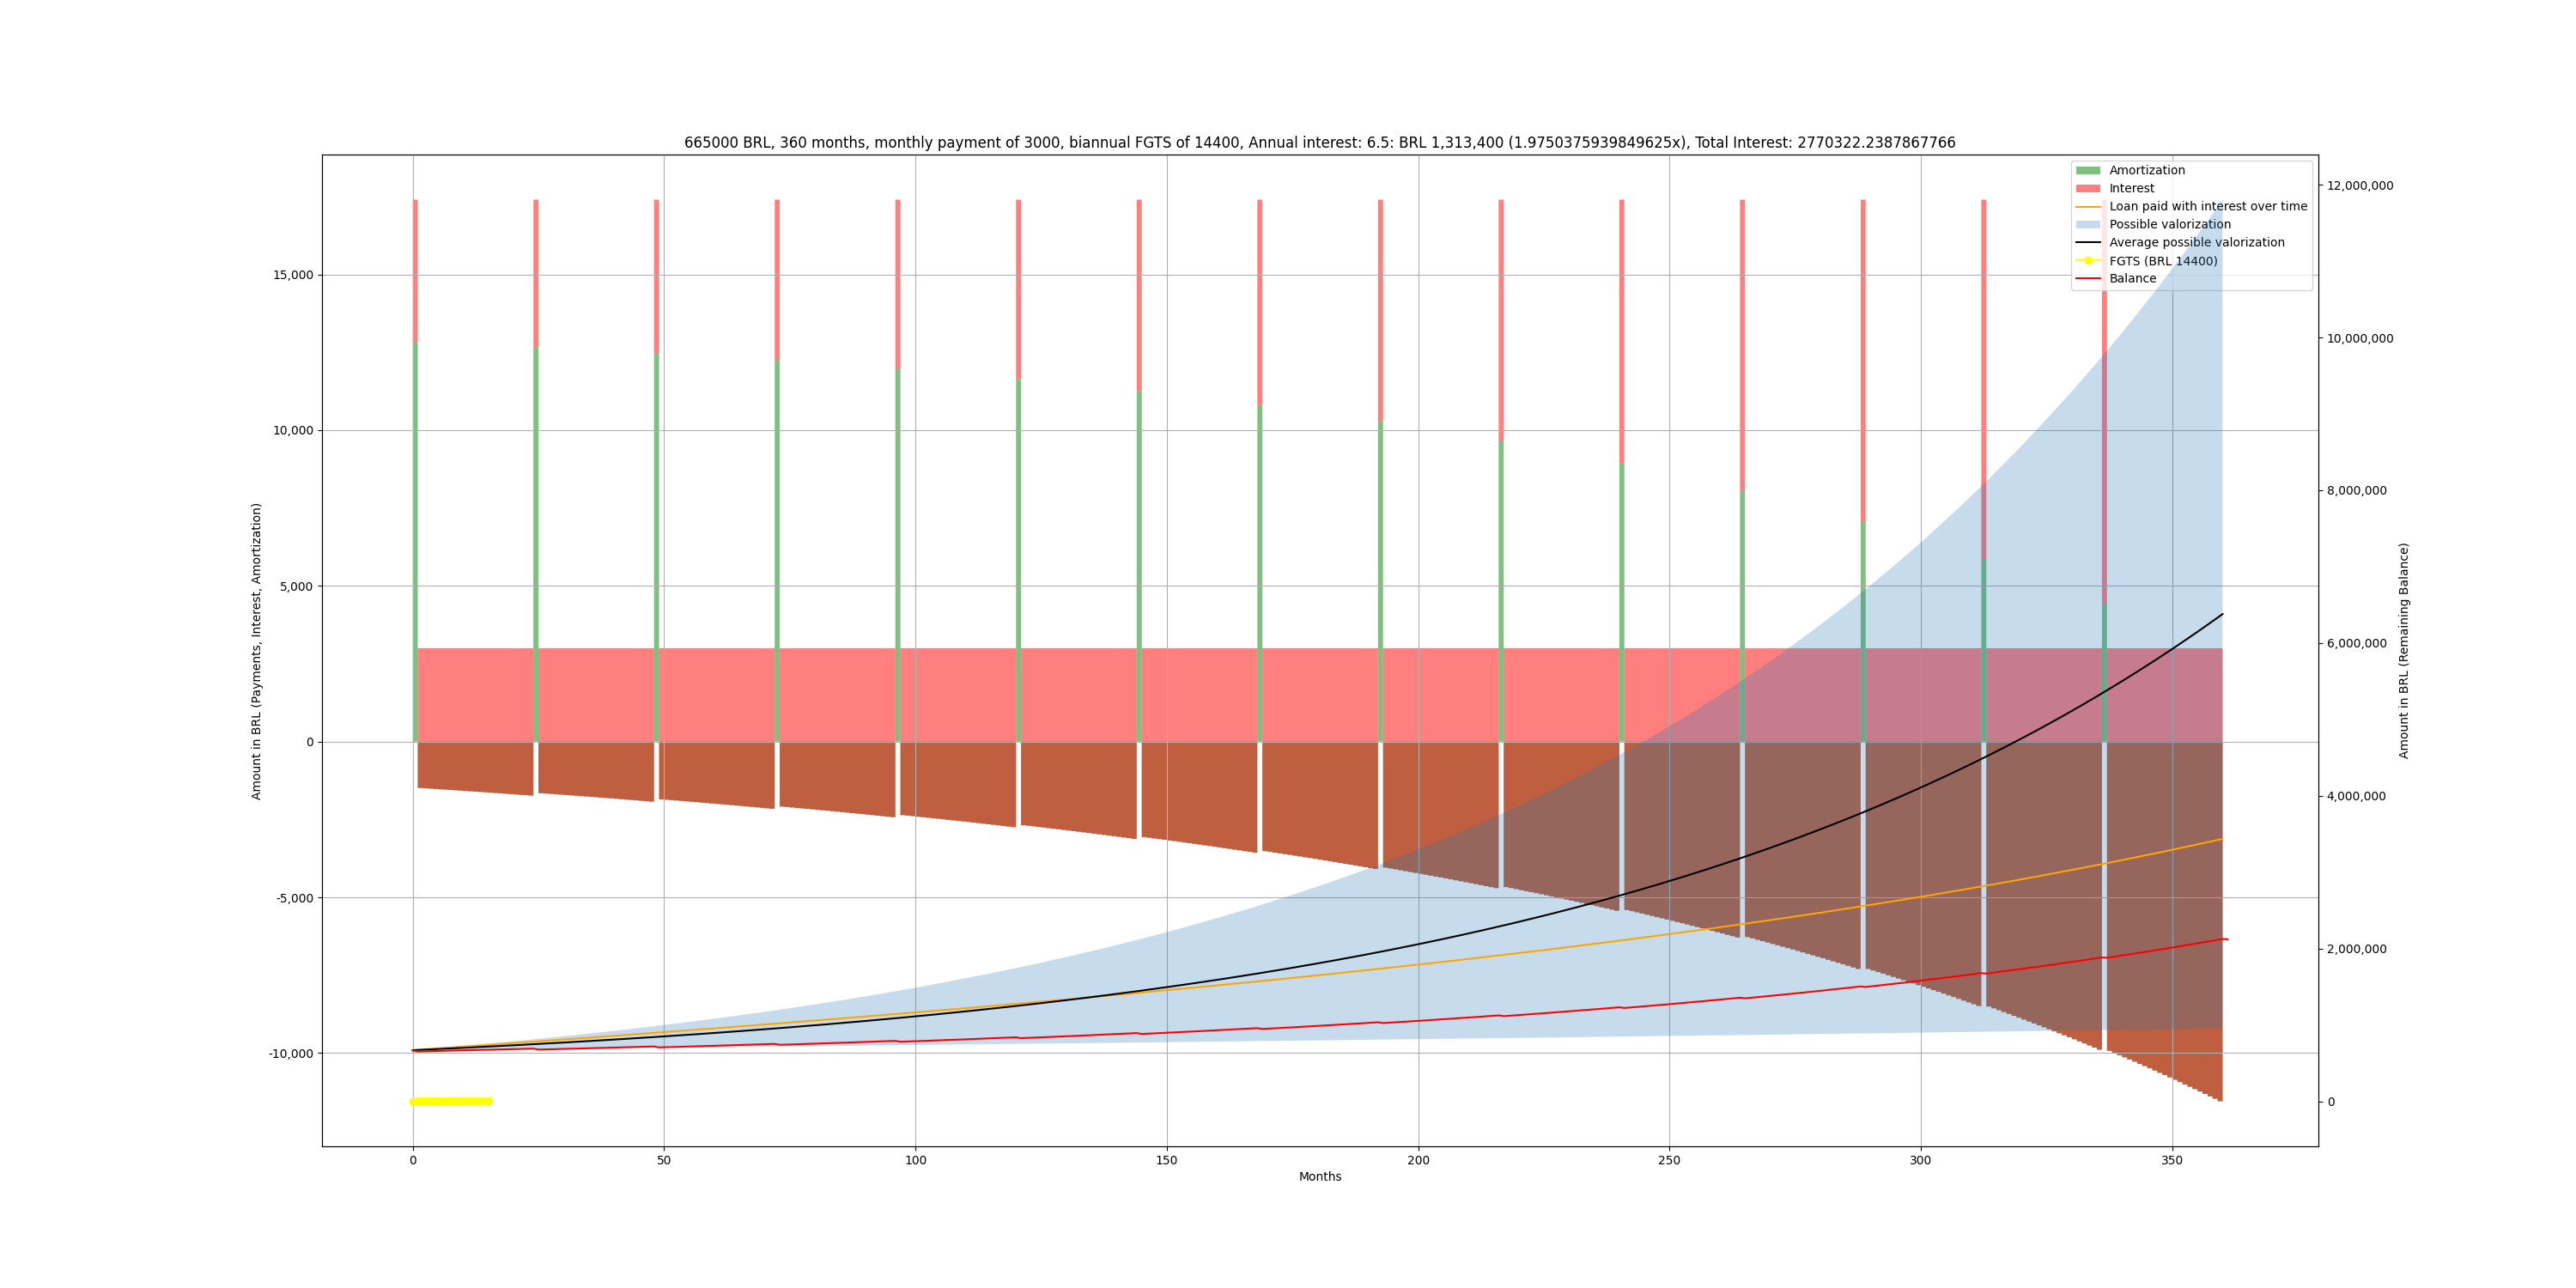 665000 BRL, 360 months, monthly payment of 3000, biannual FGTS of 14400, Annual interest: 6.5: BRL 1,313,400 (1.9750375939849625x), Total Interest: 2770322.2387867766
Amortization
Interest
Loan paid with interest over time
Possible valorization
Average possible valorization
FGTS (BRL 14400)
Balance
Amount in BRL (Payments, Interest, Amortization)
15,000
10,000
5,000
0
-5,000
-10,000
12,000,000
10,000,000
8,000,000
6,000,000
4,000,000
2,000,000
0
Amount in BRL (Remaining Balance)
0
50
100
150
200
250
300
350
Months